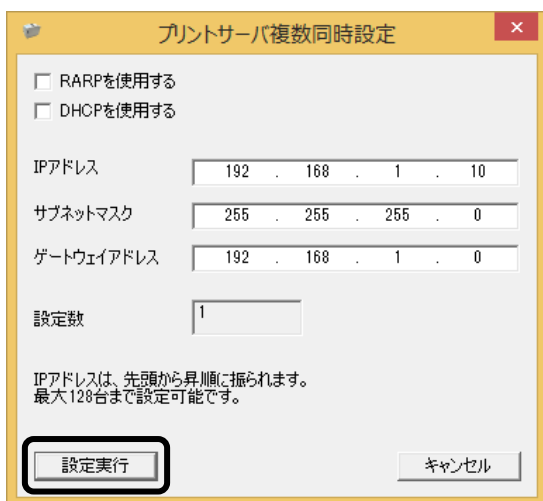 プリントサーバ複数同時設定
RARPを使用する
DHCPを使用する
IPアドレス 192 . 168 . 1 . 10
サブネットマスク 255 . 255 . 255 . 0
ゲートウェイアドレス 192 . 168 . 1 . 0
設定数 1
IPアドレスは、先頭から昇順に振られます。
最大128台まで設定可能です。
設定実行 キャンセル